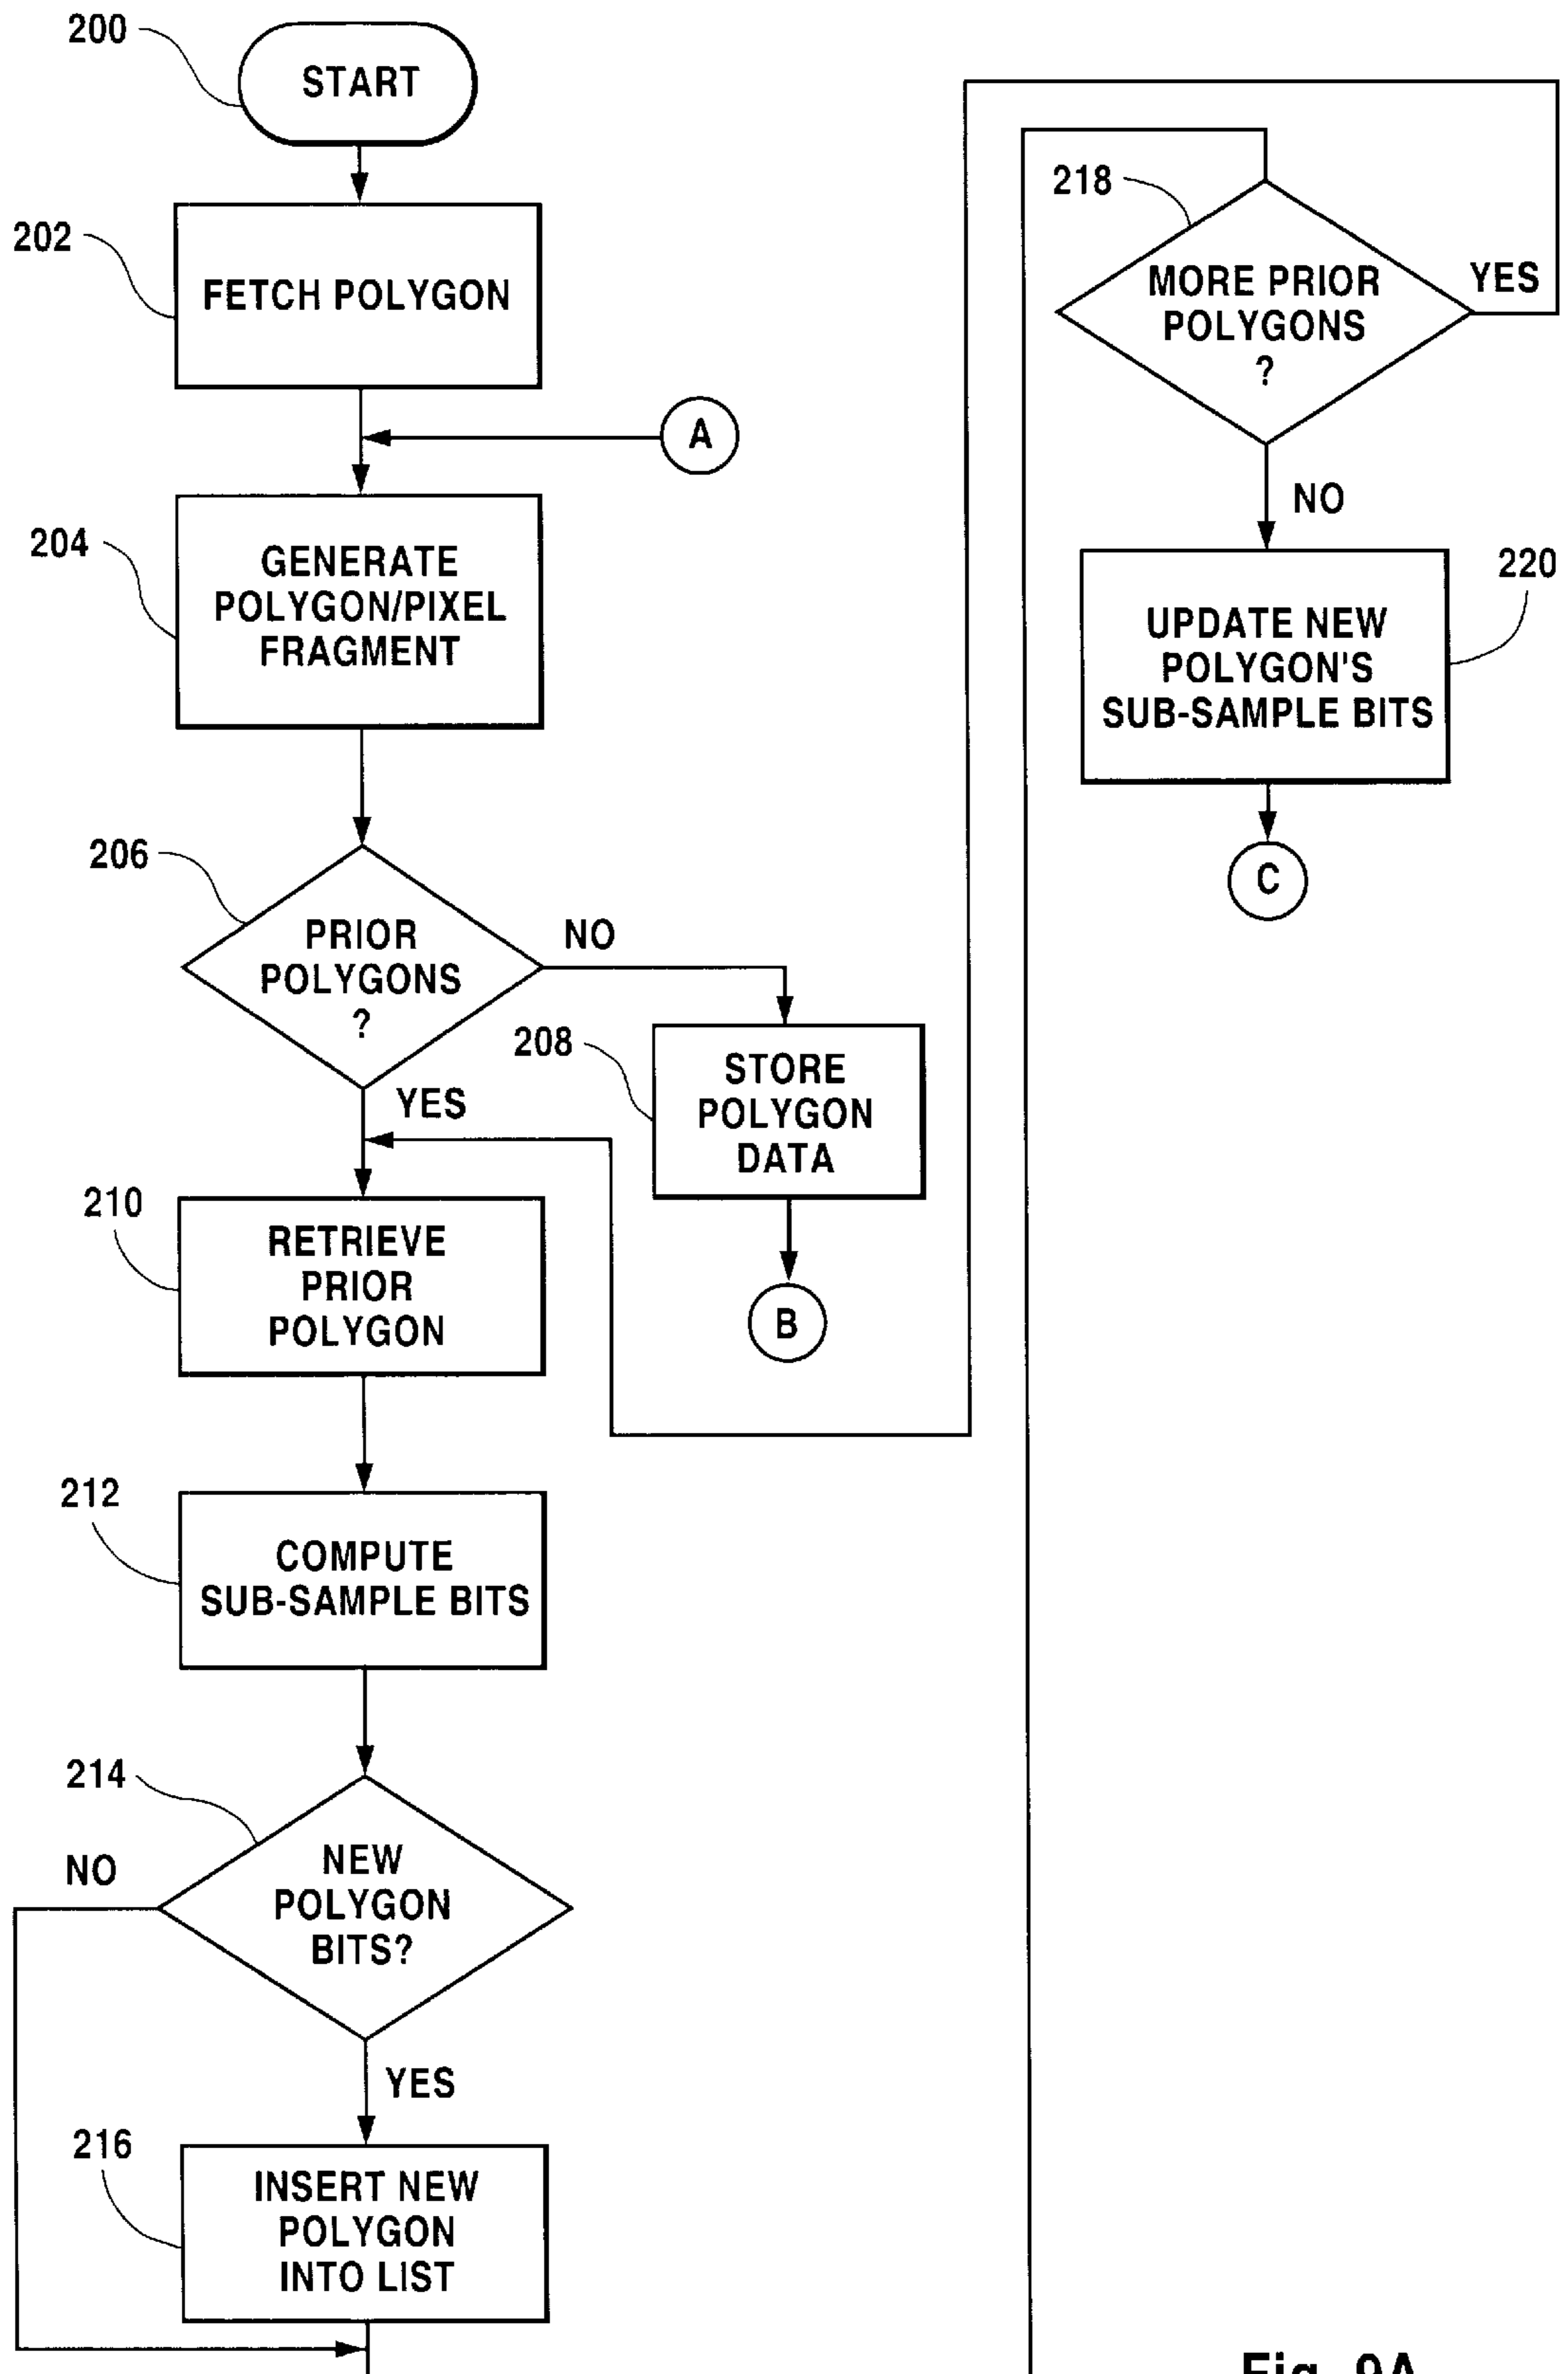 200
START
202
FETCH POLYGON
A
204
GENERATE
POLYGON/PIXEL
FRAGMENT
206
PRIOR
POLYGONS
?
NO
YES
208
STORE
POLYGON
DATA
B
210
RETRIEVE
PRIOR
POLYGON
212
COMPUTE
SUB-SAMPLE BITS
214
NEW
POLYGON
BITS?
NO
YES
216
INSERT NEW
POLYGON
INTO LIST
218
MORE PRIOR
POLYGONS
?
YES
NO
220
UPDATE NEW
POLYGON'S
SUB-SAMPLE BITS
C
Fig. 9A